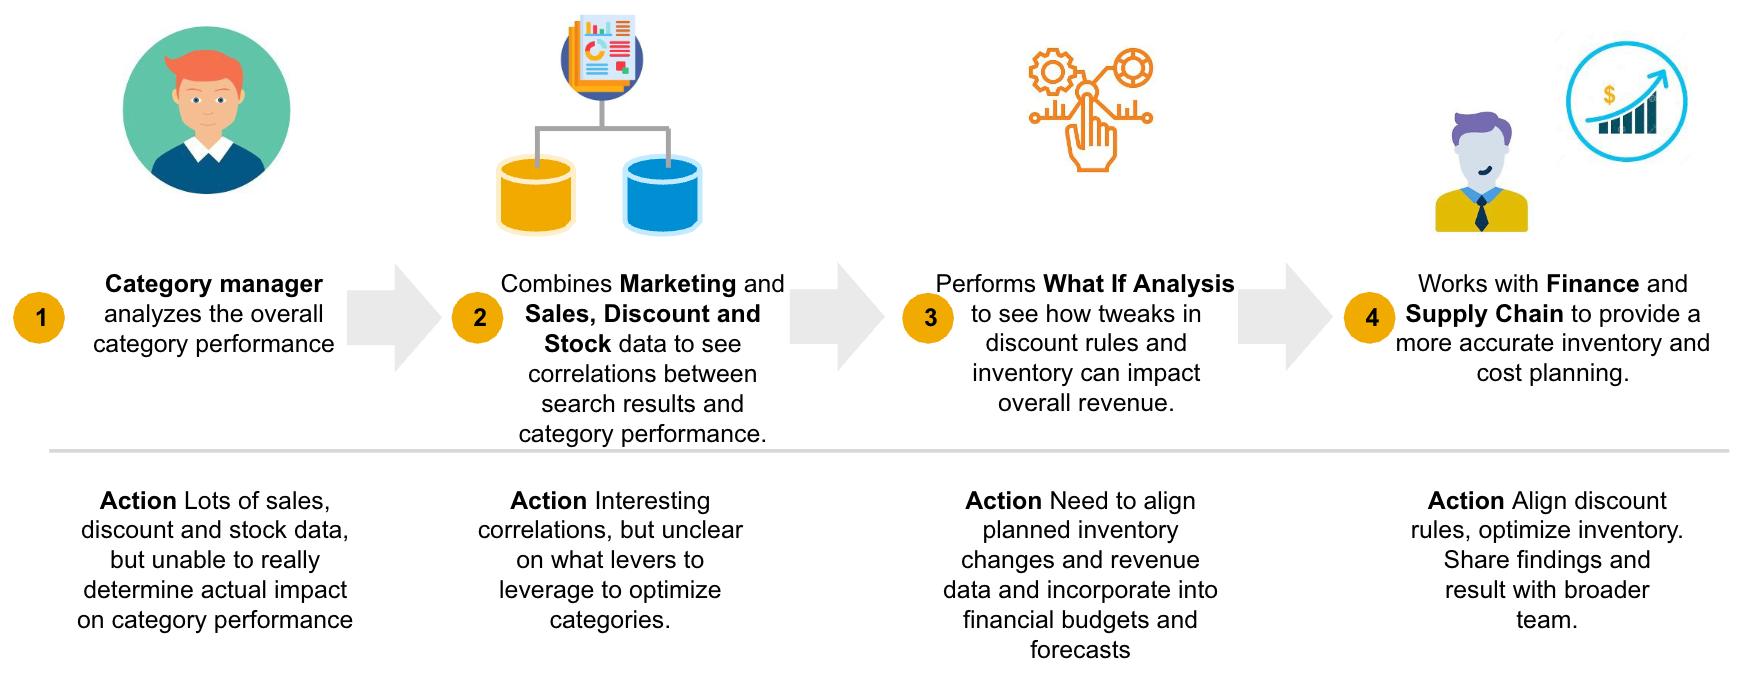 1
Category manager
analyzes the overall
category performance
2
Combines Marketing and
Sales, Discount and
Stock data to see
correlations between
search results and
category performance.
3
Performs What If Analysis
to see how tweaks in
discount rules and
inventory can impact
overall revenue.
4
Works with Finance and
Supply Chain to provide a
more accurate inventory and
cost planning.
Action Lots of sales,
discount and stock data,
but unable to really
determine actual impact
on category performance
Action Interesting
correlations, but unclear
on what levers to
leverage to optimize
categories.
Action Need to align
planned inventory
changes and revenue
data and incorporate into
financial budgets and
forecasts
Action Align discount
rules, optimize inventory.
Share findings and
result with broader
team.
$